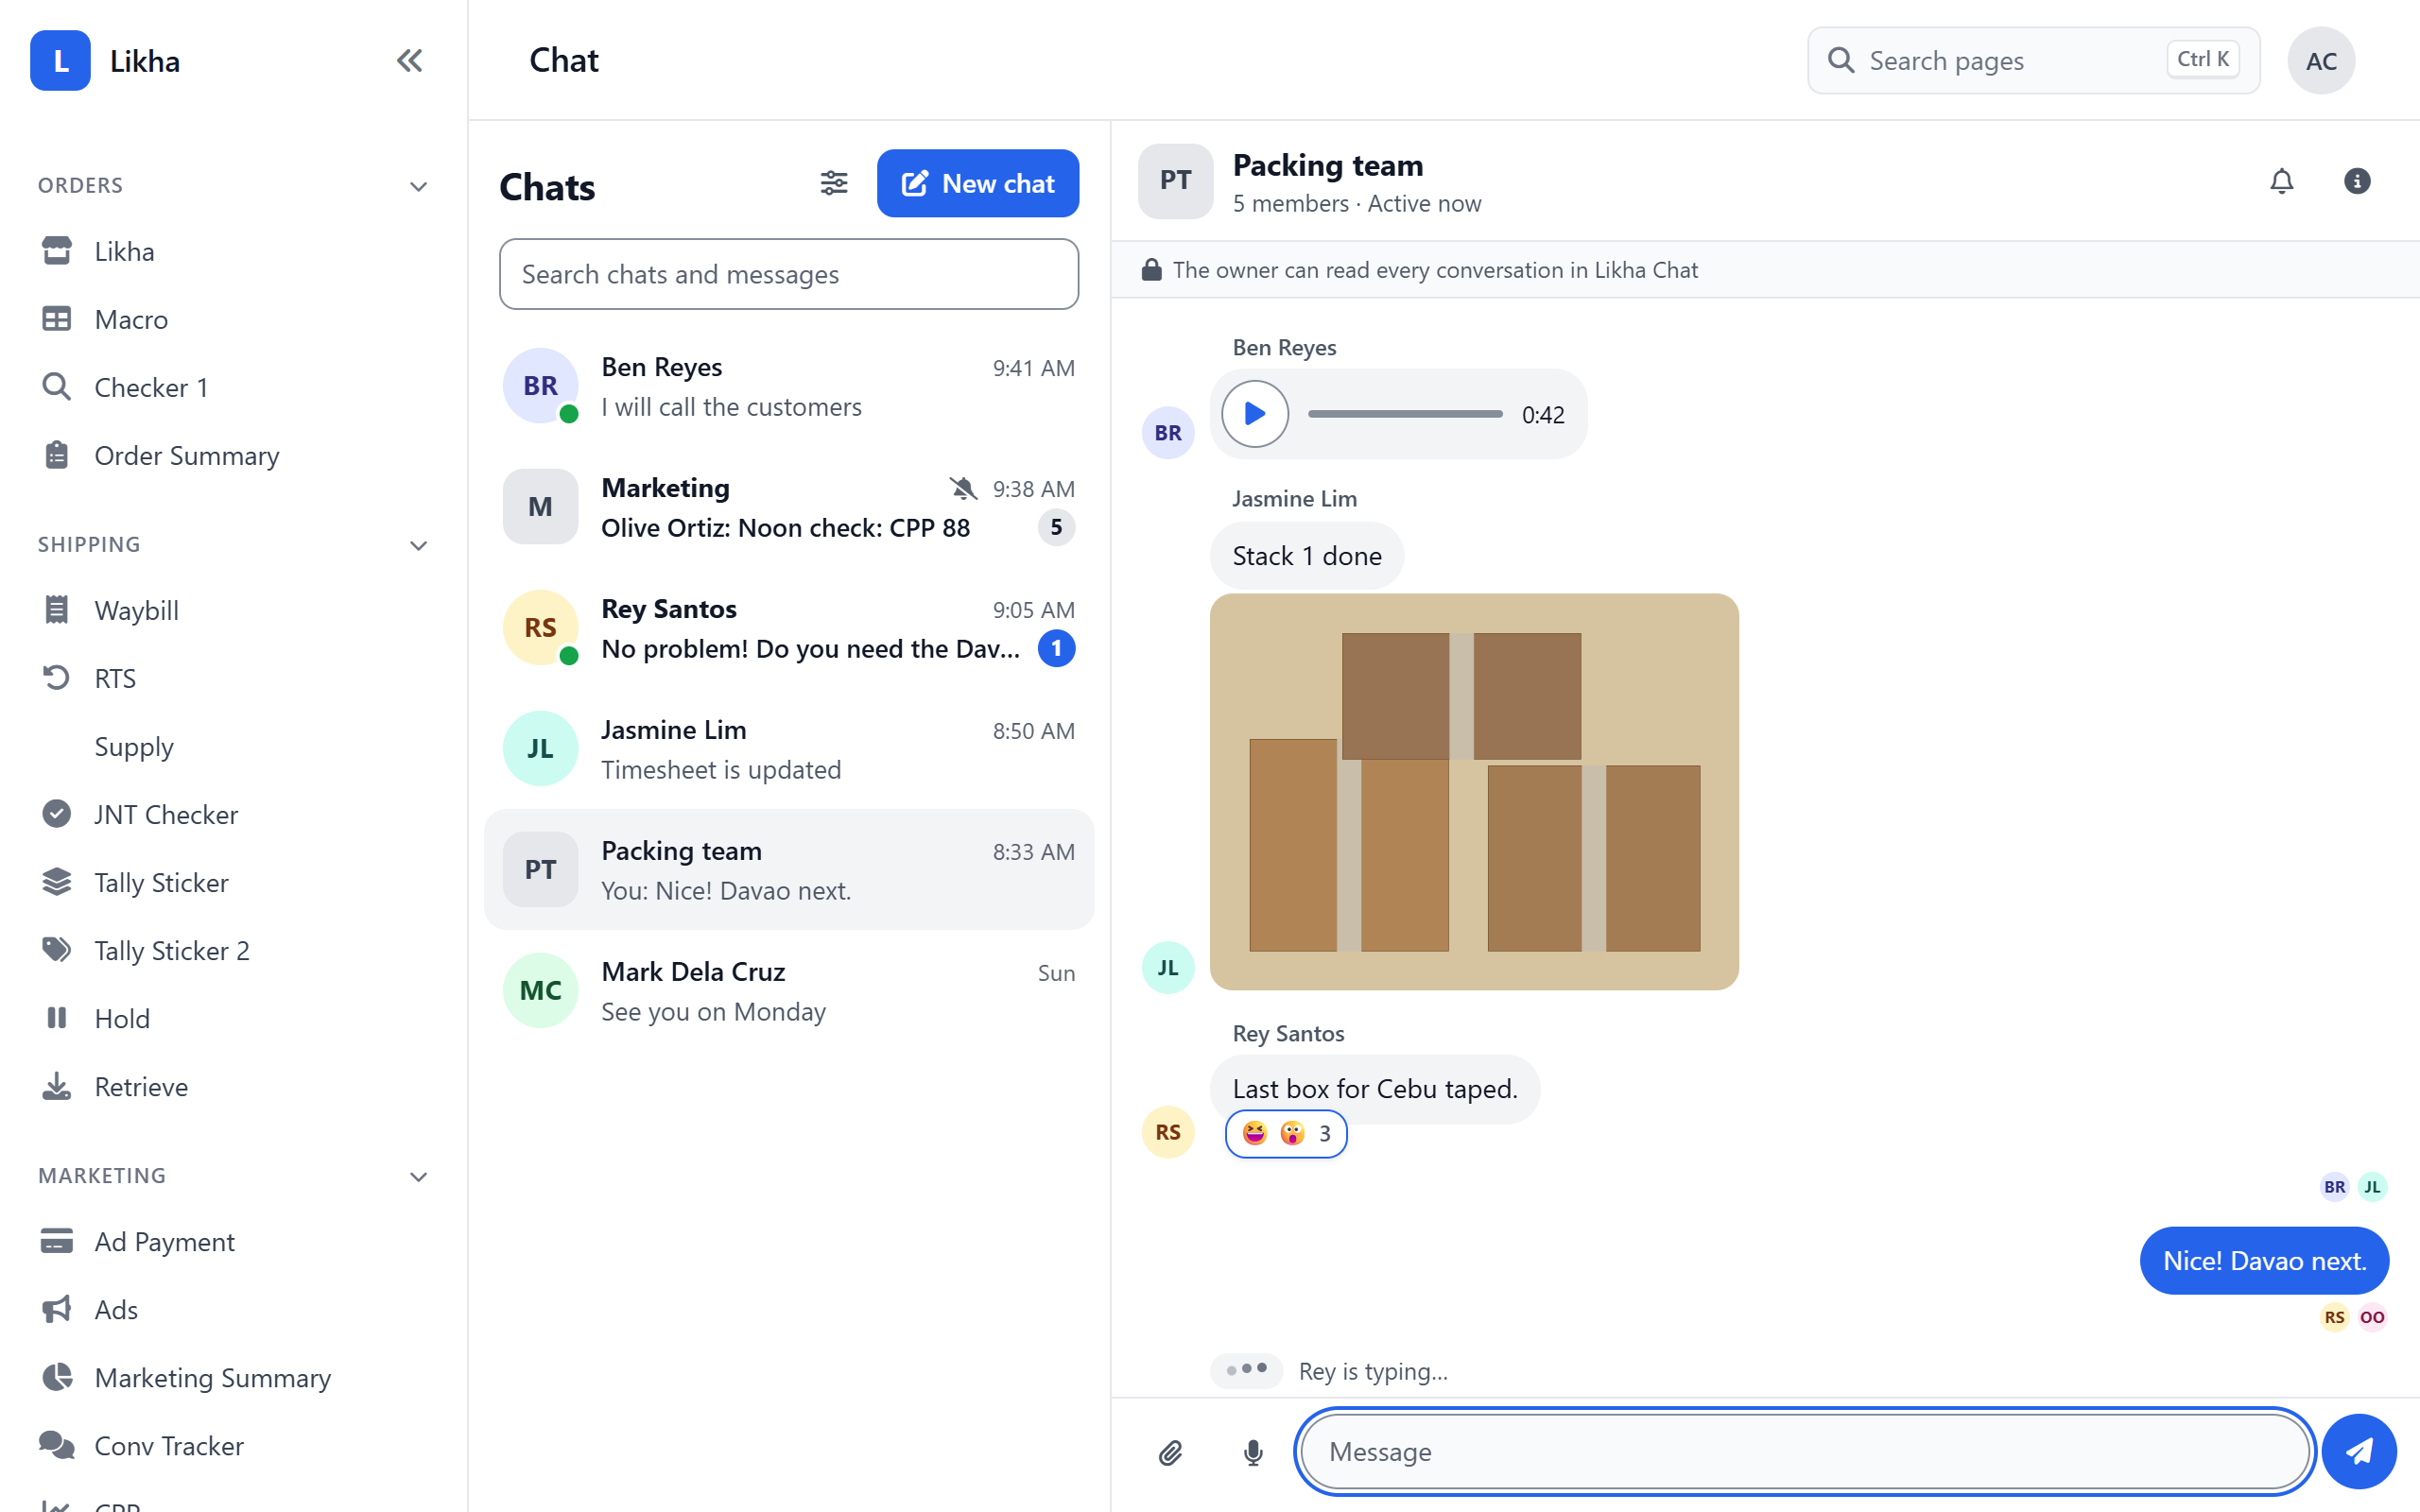 L Likha
ORDERS
Likha
Macro
Checker 1
Order Summary
SHIPPING
Waybill
RTS
Supply
JNT Checker
Tally Sticker
Tally Sticker 2
Hold
Retrieve
MARKETING
Ad Payment
Ads
Marketing Summary
Conv Tracker
Chat
Search pages Ctrl K
AC
Chats
New chat
Search chats and messages
BR Ben Reyes 9:41 AM
I will call the customers
M Marketing 9:38 AM
Olive Ortiz: Noon check: CPP 88 5
RS Rey Santos 9:05 AM
No problem! Do you need the Dav... 1
JL Jasmine Lim 8:50 AM
Timesheet is updated
PT Packing team 8:33 AM
You: Nice! Davao next.
MC Mark Dela Cruz Sun
See you on Monday
PT Packing team
5 members · Active now
The owner can read every conversation in Likha Chat
Ben Reyes
BR 0:42
Jasmine Lim
Stack 1 done
JL
Rey Santos
Last box for Cebu taped.
RS 3
BR JL
Nice! Davao next.
RS OO
Rey is typing...
Message